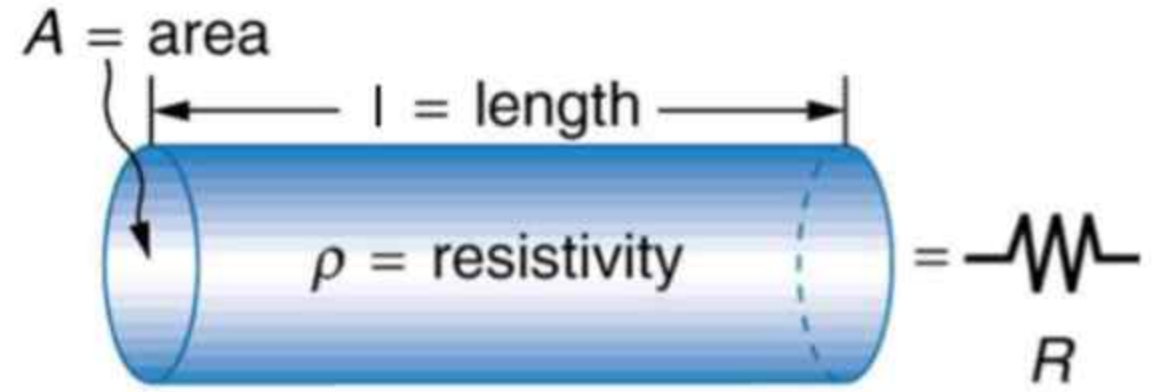 A = area
l = length
ρ = resistivity
=
R